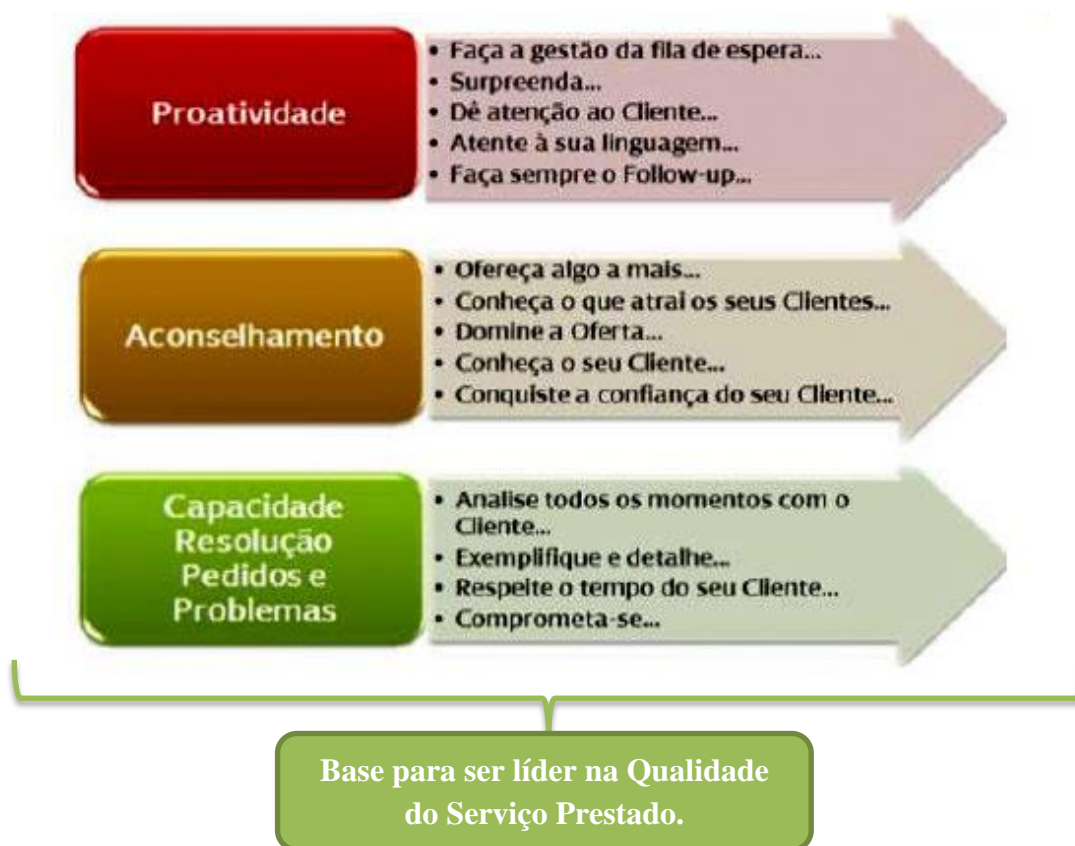 Proatividade
• Faça a gestão da fila de espera...
• Surpreenda...
• Dê atenção ao Cliente...
• Atente à sua linguagem...
• Faça sempre o Follow-up...
Aconselhamento
• Ofereça algo a mais...
• Conheça o que atrai os seus Clientes...
• Domine a Oferta...
• Conheça o seu Cliente...
• Conquiste a confiança do seu Cliente...
Capacidade
Resolução
Pedidos e
Problemas
• Analise todos os momentos com o
Cliente...
• Exemplifique e detalhe...
• Respeite o tempo do seu Cliente...
• Comprometa-se...
Base para ser líder na Qualidade
do Serviço Prestado.